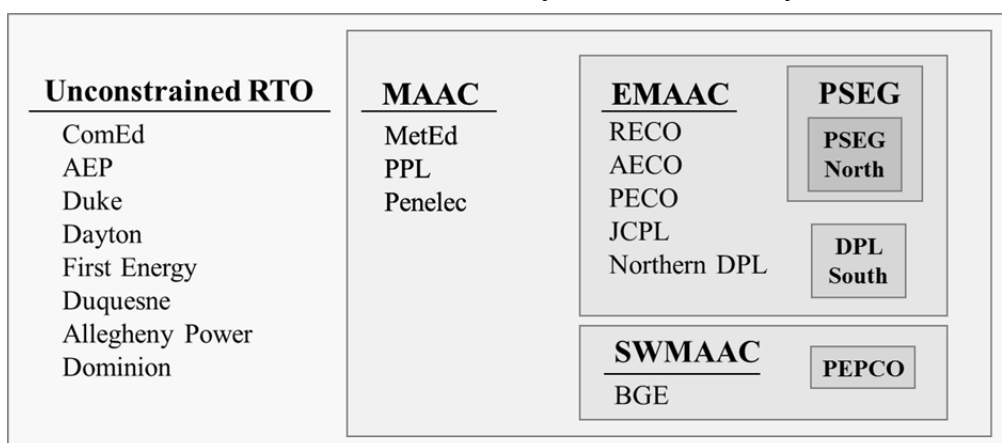 Unconstrained RTO
ComEd
AEP
Duke
Dayton
First Energy
Duquesne
Allegheny Power
Dominion
MAAC
MetEd
PPL
Penelec
EMAAC
RECO
AECO
PECO
JCPL
Northern DPL
PSEG
PSEG
North
DPL
South
SWMAAC
BGE
PEPCO